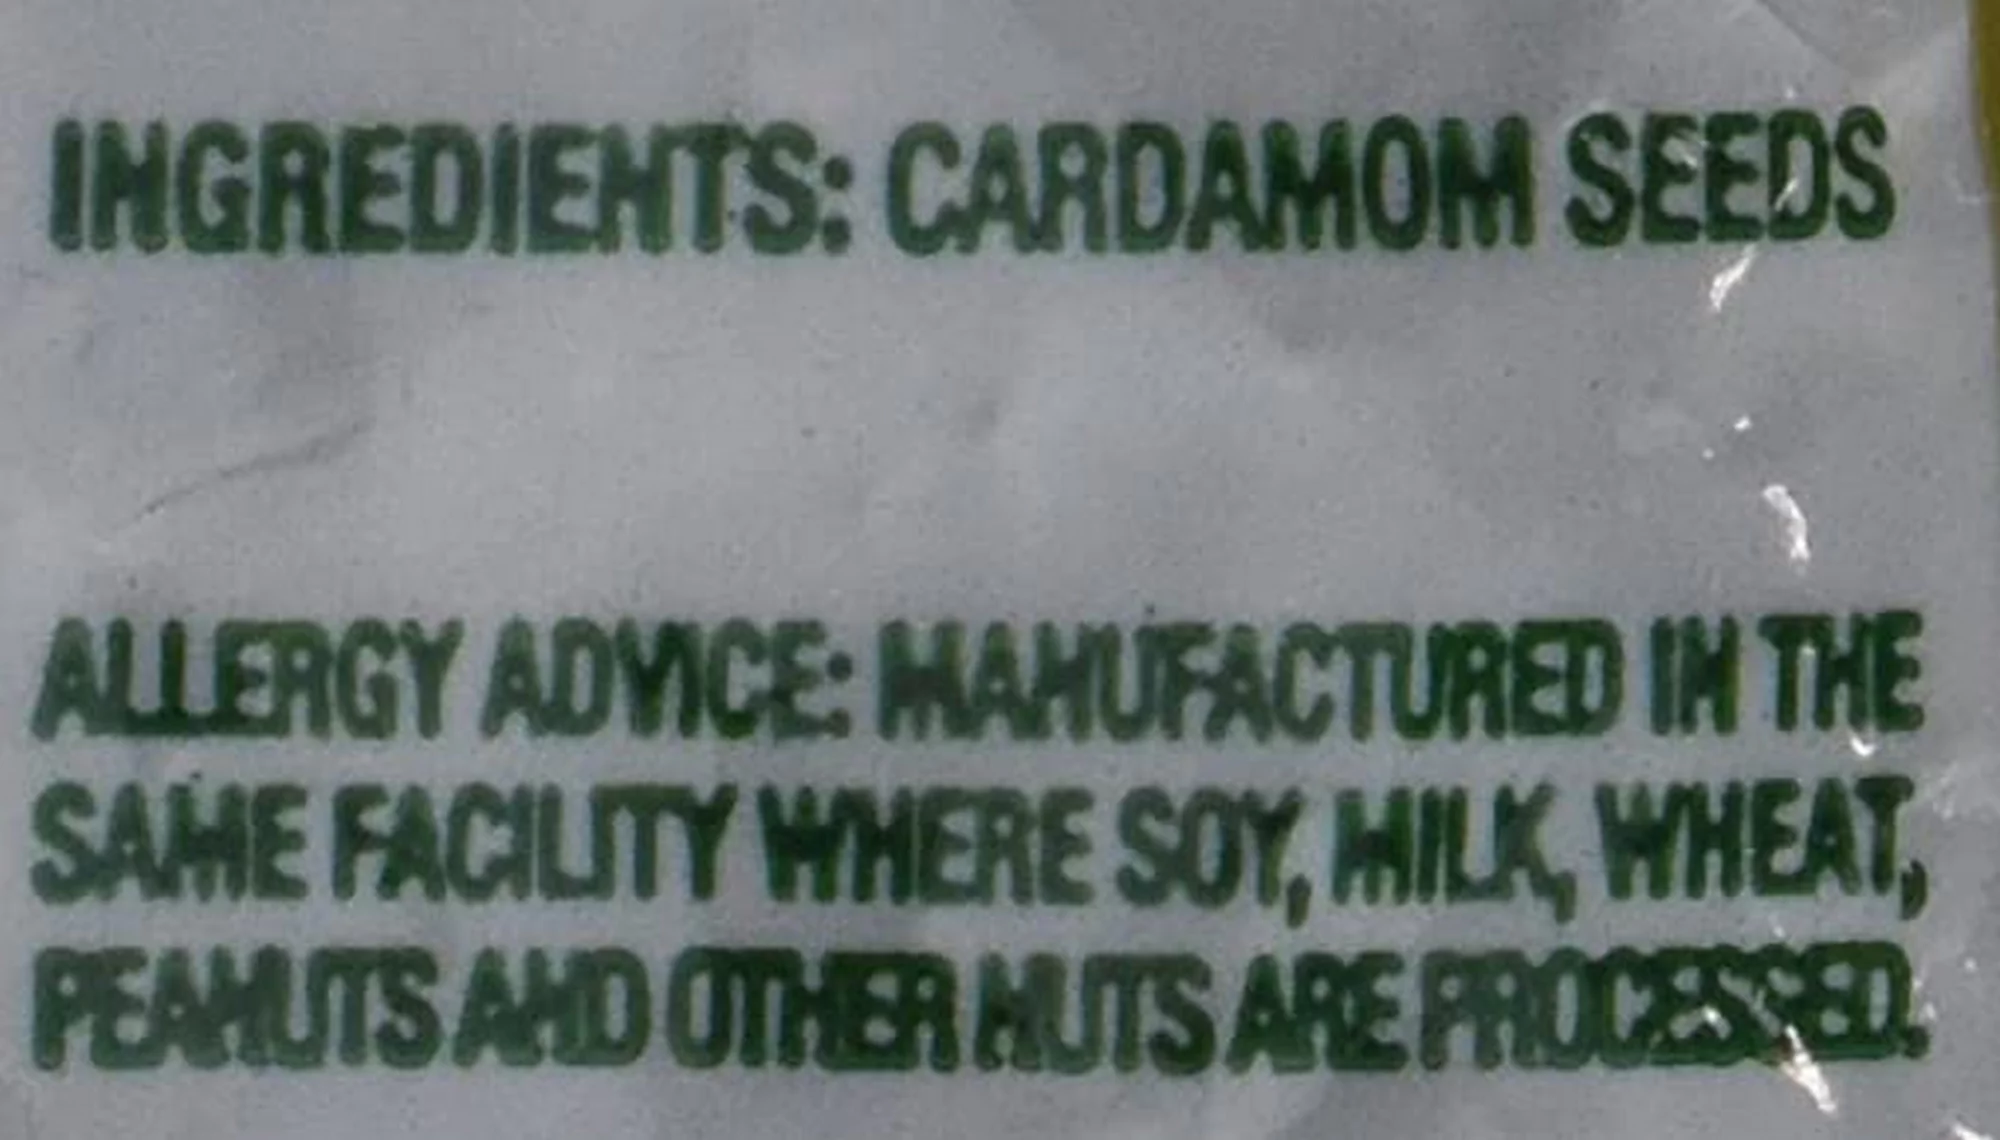 INGREDIENTS: CARDAMOM SEEDS
ALLERGY ADVICE: MANUFACTURED IN THE
SAME FACILITY WHERE SOY, MILK, WHEAT,
PEANUTS AND OTHER NUTS ARE PROCESSED.